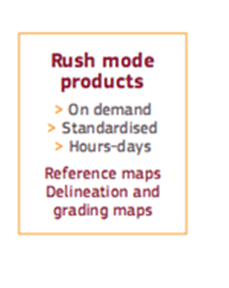 Rush mode
products
> On demand
> Standardised
> Hours-days
Reference maps
Delineation and
grading maps